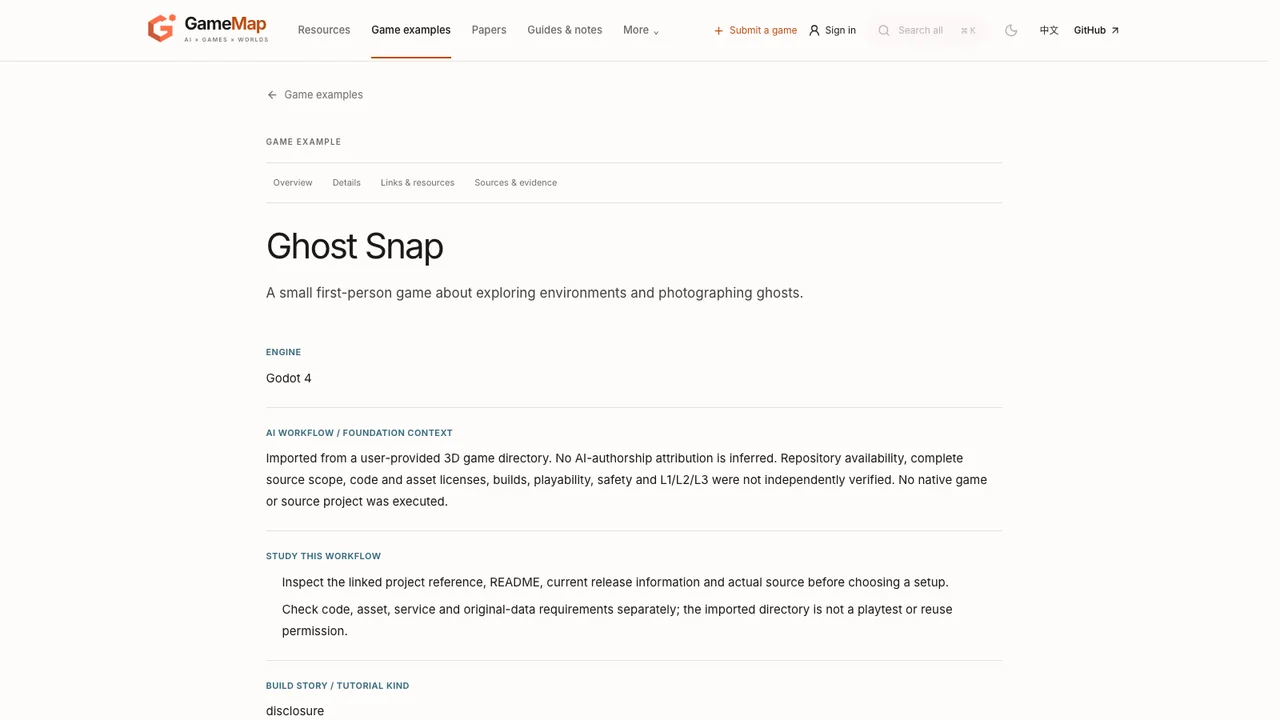 GameMap
AI × GAMES × WORLDS
Resources
Game examples
Papers
Guides & notes
More
+ Submit a game
Sign in
Search all
⌘ K
中文
GitHub ↗
← Game examples
GAME EXAMPLE
Overview
Details
Links & resources
Sources & evidence
Ghost Snap
A small first-person game about exploring environments and photographing ghosts.
ENGINE
Godot 4
AI WORKFLOW / FOUNDATION CONTEXT
Imported from a user-provided 3D game directory. No AI-authorship attribution is inferred. Repository availability, complete
source scope, code and asset licenses, builds, playability, safety and L1/L2/L3 were not independently verified. No native game
or source project was executed.
STUDY THIS WORKFLOW
Inspect the linked project reference, README, current release information and actual source before choosing a setup.
Check code, asset, service and original-data requirements separately; the imported directory is not a playtest or reuse
permission.
BUILD STORY / TUTORIAL KIND
disclosure